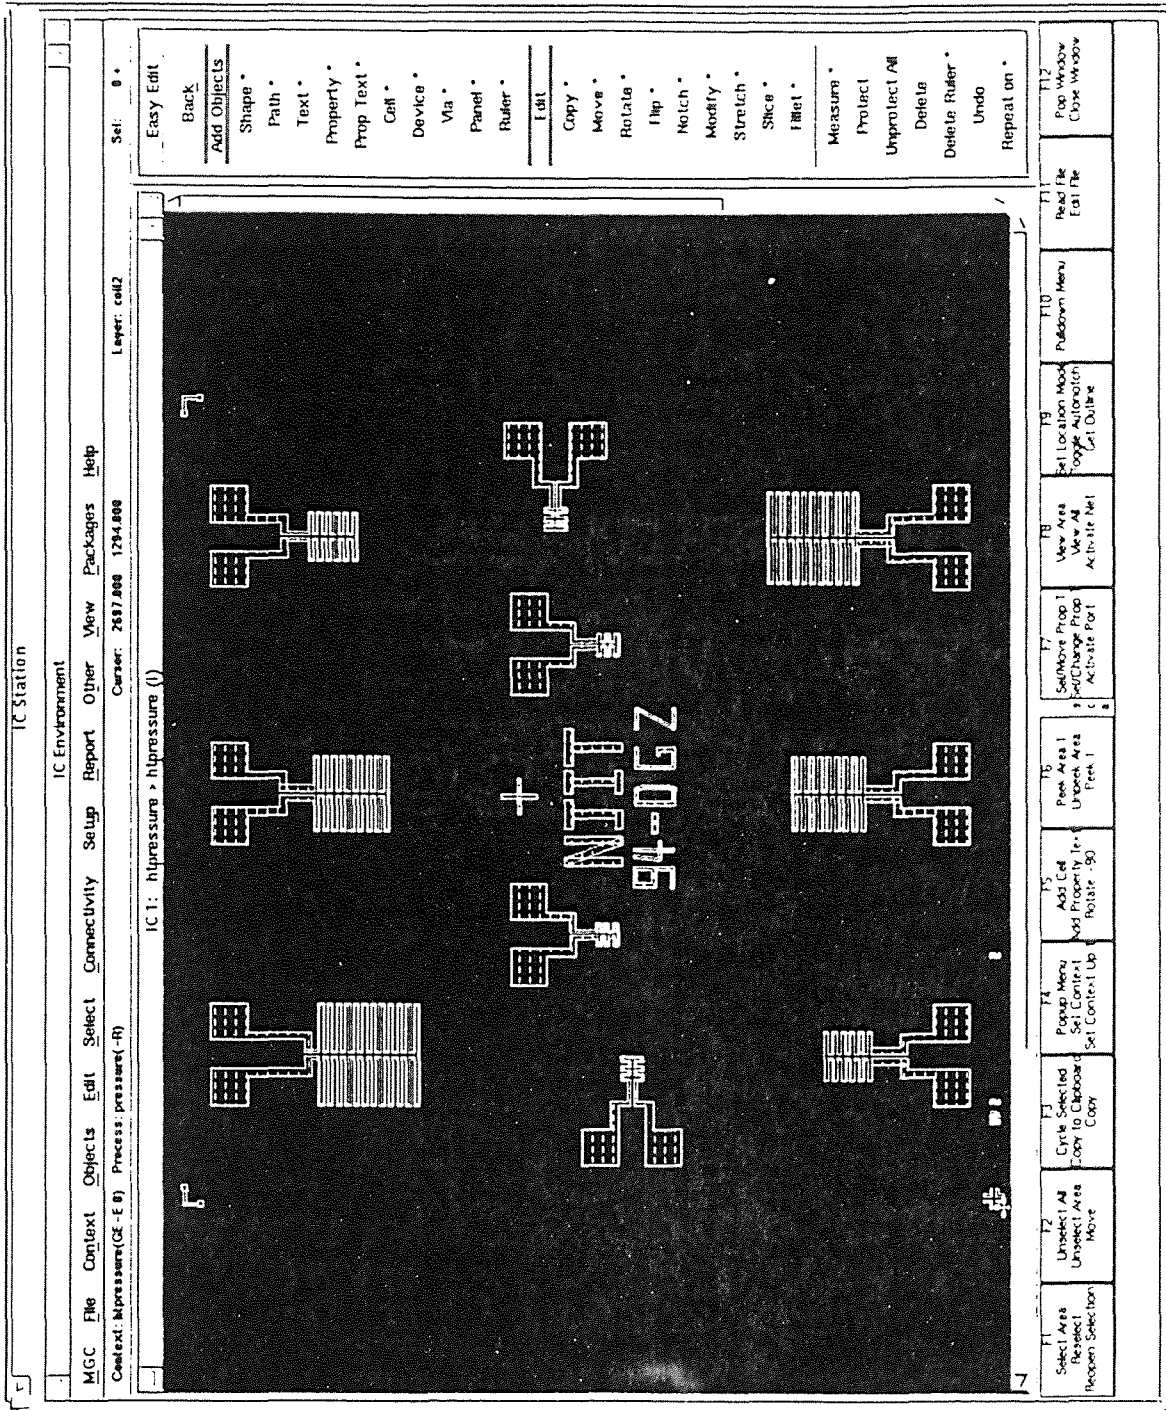 IC Station
IC Environment
MGC File Context Objects Edit Select Connectivity Setup Report Other View Packages Help
Context: htpressure(GE-E 0) Process: pressure(-R) Cursor: 2687.000 1294.000 Layer: coil2 Sel: 0 +
IC 1: htpressure > htpressure (i)
NJIT
94-DGZ
Easy Edit
Back
Add Objects
Shape *
Path *
Text *
Property *
Prop Text *
Cell *
Device *
Via *
Panel *
Ruler *
Edit
Copy *
Move *
Rotate *
Flip *
Notch *
Modify *
Stretch *
Slice *
Fillet *
Measure *
Protect
Unprotect All
Delete
Delete Ruler *
Undo
Repeat on *
F1 F2 F3 F4 F5 F6 F7 F8 F9 F10 F11 F12
Select Area Unselect All Cycle Selected Popup Menu Add Cell Peek Area 1 Sel/Move Prop 1 View Area Set Location Mode Pulldown Menu Read File Pop Window
Reselect Unselect Area Copy to Clipboard Set Context Add Property Text Unpeek Area Sel/Change Prop View All Toggle Autonotch Edit File Close Window
Reopen Selection Move Copy Set Context Up Rotate -90 Peek 1 Activate Port Activate Net Get Outline